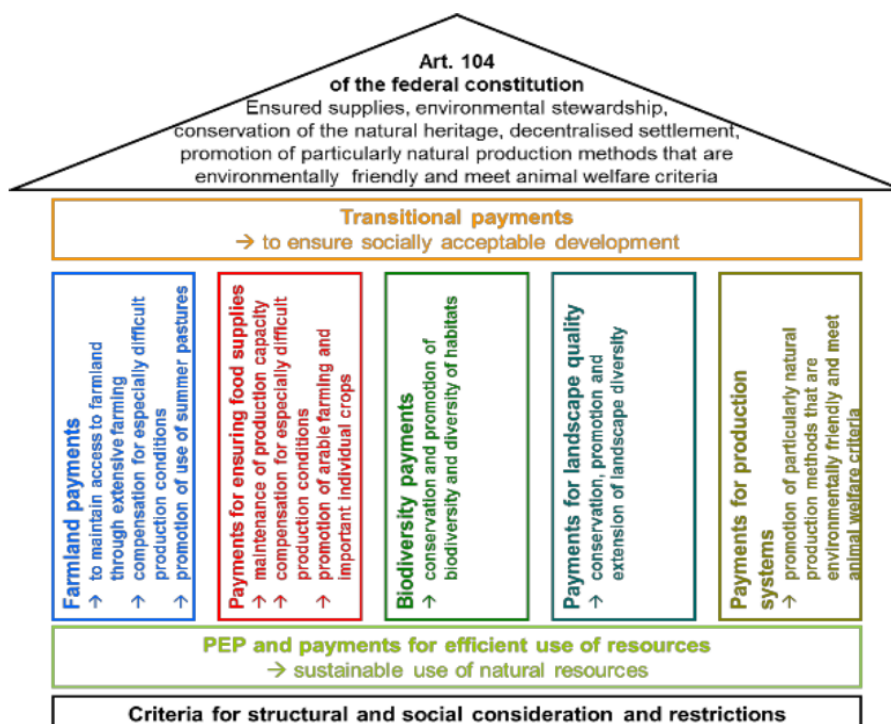 Art. 104
of the federal constitution
Ensured supplies, environmental stewardship,
conservation of the natural heritage, decentralised settlement,
promotion of particularly natural production methods that are
environmentally friendly and meet animal welfare criteria
Transitional payments
→ to ensure socially acceptable development
Farmland payments
→ to maintain access to farmland
through extensive farming
→ compensation for especially difficult
production conditions
→ promotion of use of summer pastures
Payments for ensuring food supplies
→ maintenance of production capacity
→ compensation for especially difficult
production conditions
→ promotion of arable farming and
important individual crops
Biodiversity payments
→ conservation and promotion of
biodiversity and diversity of habitats
Payments for landscape quality
→ conservation, promotion and
extension of landscape diversity
Payments for production
systems
→ promotion of particularly natural
production methods that are
environmentally friendly and meet
animal welfare criteria
PEP and payments for efficient use of resources
→ sustainable use of natural resources
Criteria for structural and social consideration and restrictions